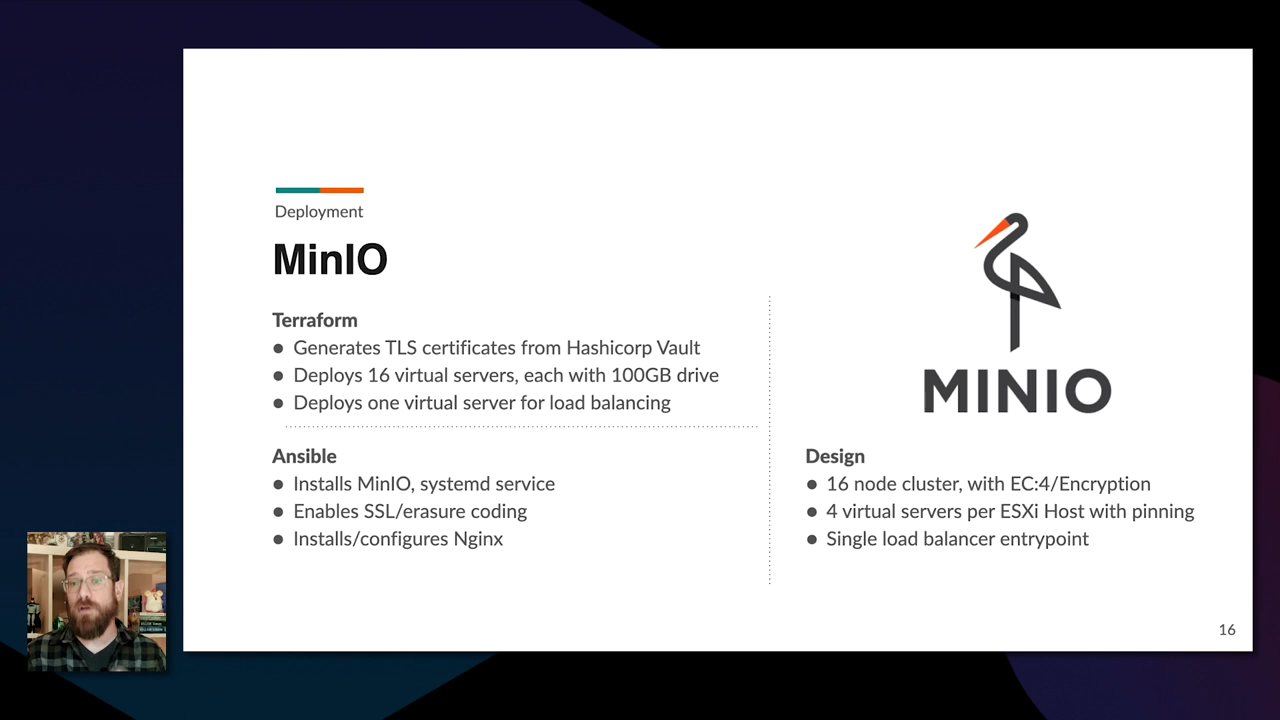 Deployment
MinIO
Terraform
● Generates TLS certificates from Hashicorp Vault
● Deploys 16 virtual servers, each with 100GB drive
● Deploys one virtual server for load balancing
Ansible
● Installs MinIO, systemd service
● Enables SSL/erasure coding
● Installs/configures Nginx
MINIO
Design
● 16 node cluster, with EC:4/Encryption
● 4 virtual servers per ESXi Host with pinning
● Single load balancer entrypoint
16